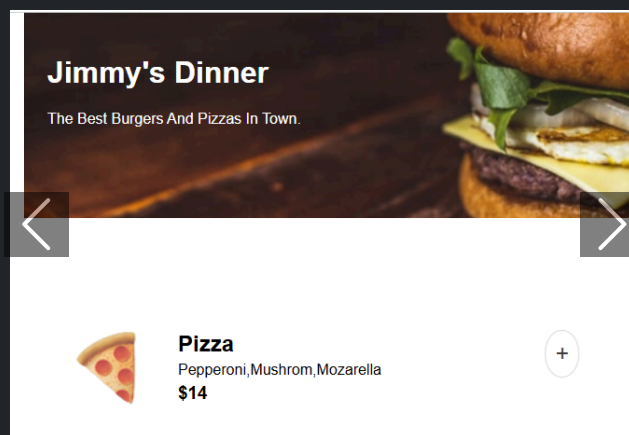 Jimmy's Dinner
The Best Burgers And Pizzas In Town.
Pizza
Pepperoni,Mushrom,Mozarella
$14
+